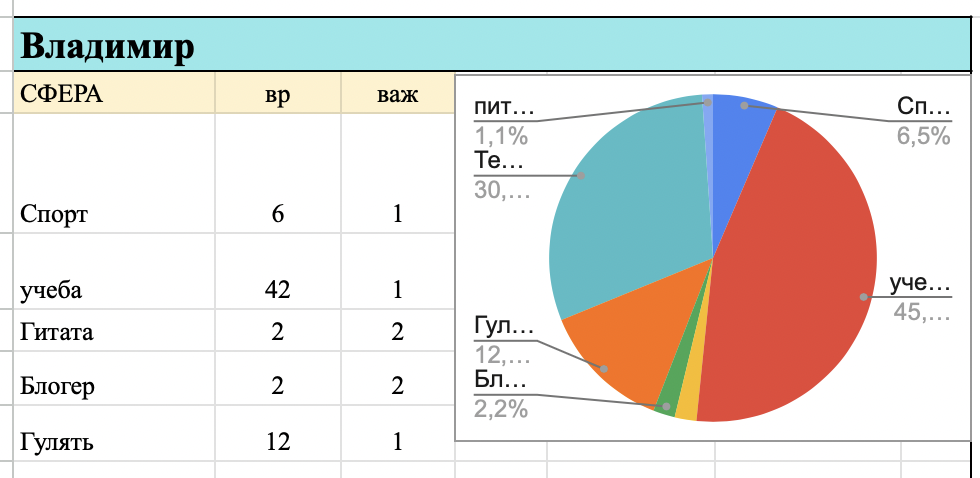 Владимир
СФЕРА вр важ
Спорт 6 1
учеба 42 1
Гитата 2 2
Блогер 2 2
Гулять 12 1
пит...
1,1%
Те...
30,...
Гул...
12,...
Бл...
2,2%
Сп...
6,5%
уче...
45,...